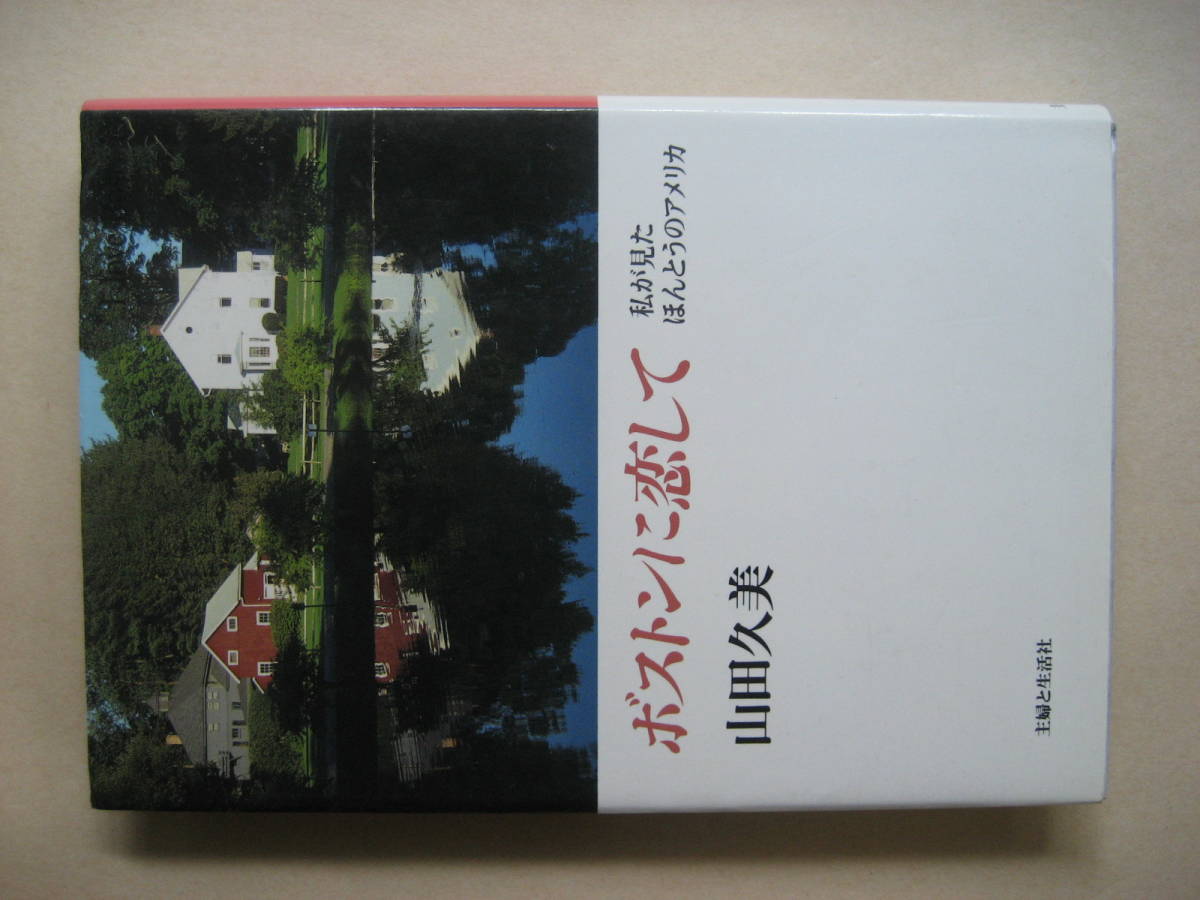 ボストンに恋して
私が見た
ほんとうのアメリカ
山田久美
主婦と生活社